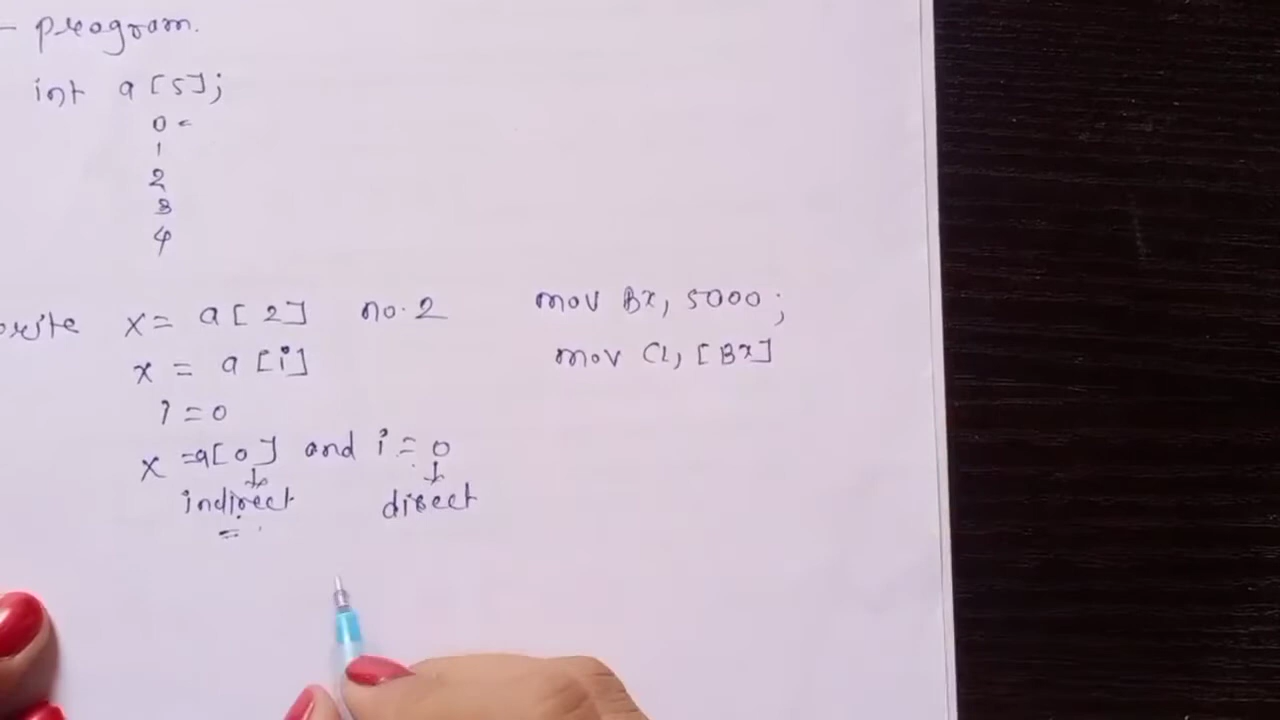 - program.
int a[5];
0
1
2
3
4
x = a[2] no. 2 mov Bx, 5000;
x = a[i] mov CL, [Bx]
i = 0
x = a[0] and i = 0
indirect direct